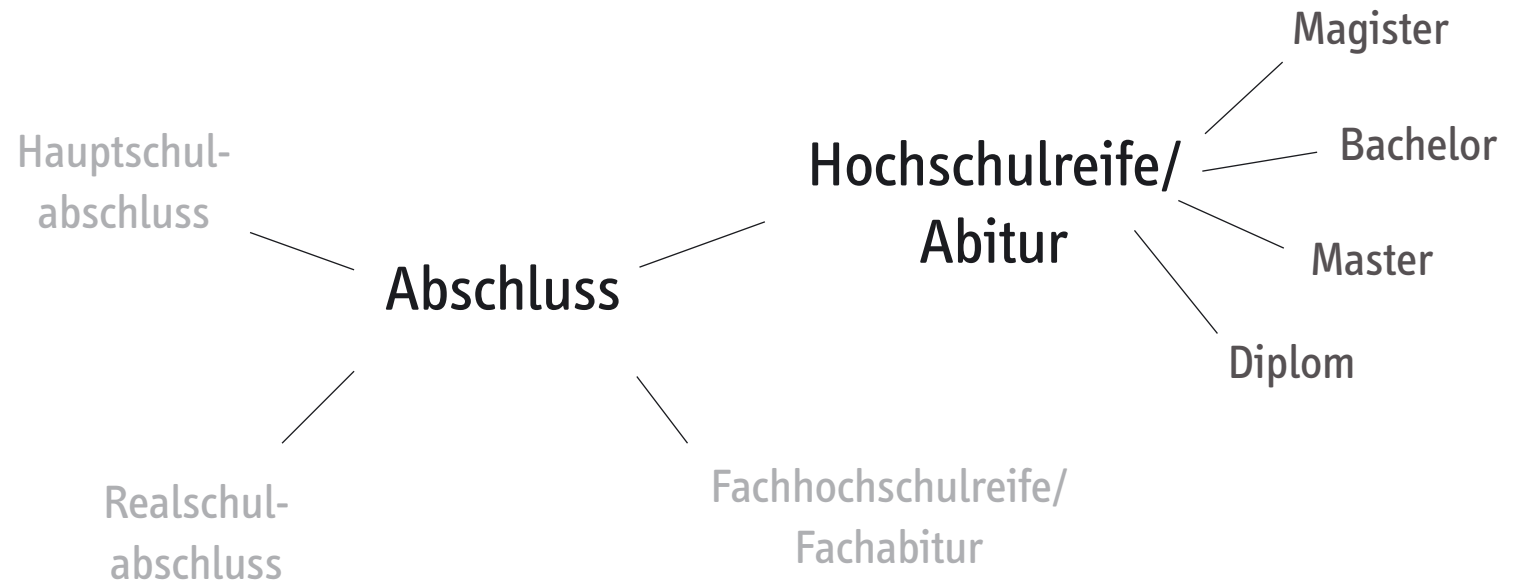 Magister
Hauptschul-
abschluss
Hochschulreife/
Abitur
Bachelor
Master
Abschluss
Diplom
Realschul-
abschluss
Fachhochschulreife/
Fachabitur